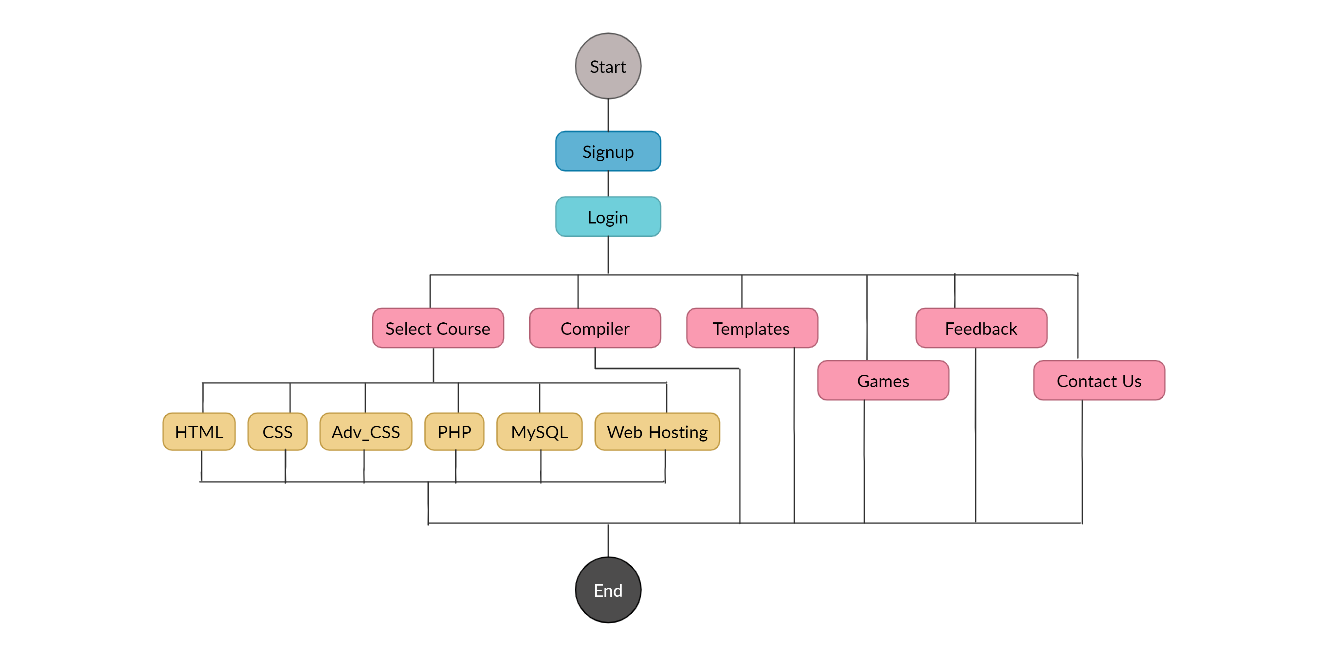 Start
Signup
Login
Select Course
Compiler
Templates
Feedback
Games
Contact Us
HTML
CSS
Adv_CSS
PHP
MySQL
Web Hosting
End